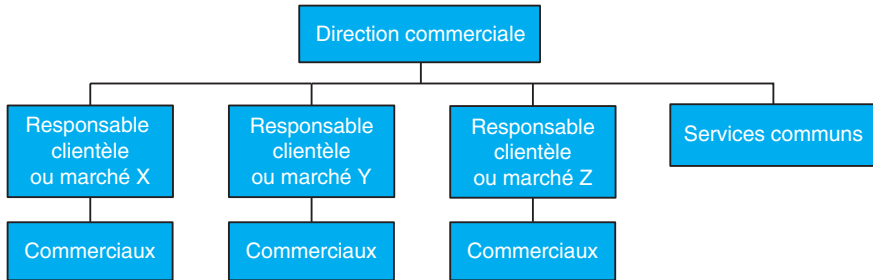 Direction commerciale
Responsable
clientèle
ou marché X
Responsable
clientèle
ou marché Y
Responsable
clientèle
ou marché Z
Services communs
Commerciaux
Commerciaux
Commerciaux